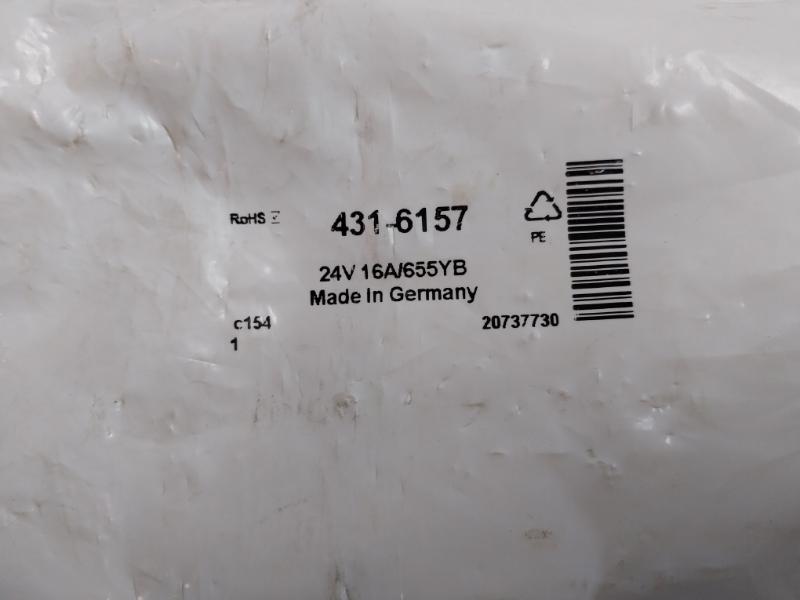 RoHS
431-6157
PE
24V 16A/655YB
Made In Germany
c154
20737730
1